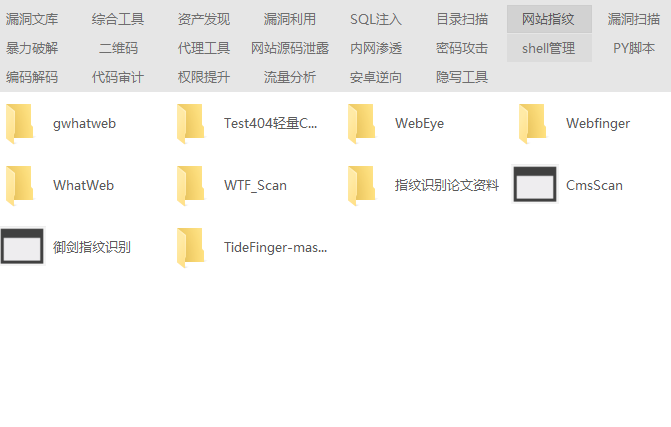 漏洞文库 综合工具 资产发现 漏洞利用 SQL注入 目录扫描 网站指纹 漏洞扫描
暴力破解 二维码 代理工具 网站源码泄露 内网渗透 密码攻击 shell管理 PY脚本
编码解码 代码审计 权限提升 流量分析 安卓逆向 隐写工具
gwhatweb Test404轻量C... WebEye Webfinger
WhatWeb WTF_Scan 指纹识别论文资料 CmsScan
御剑指纹识别 TideFinger-mas...